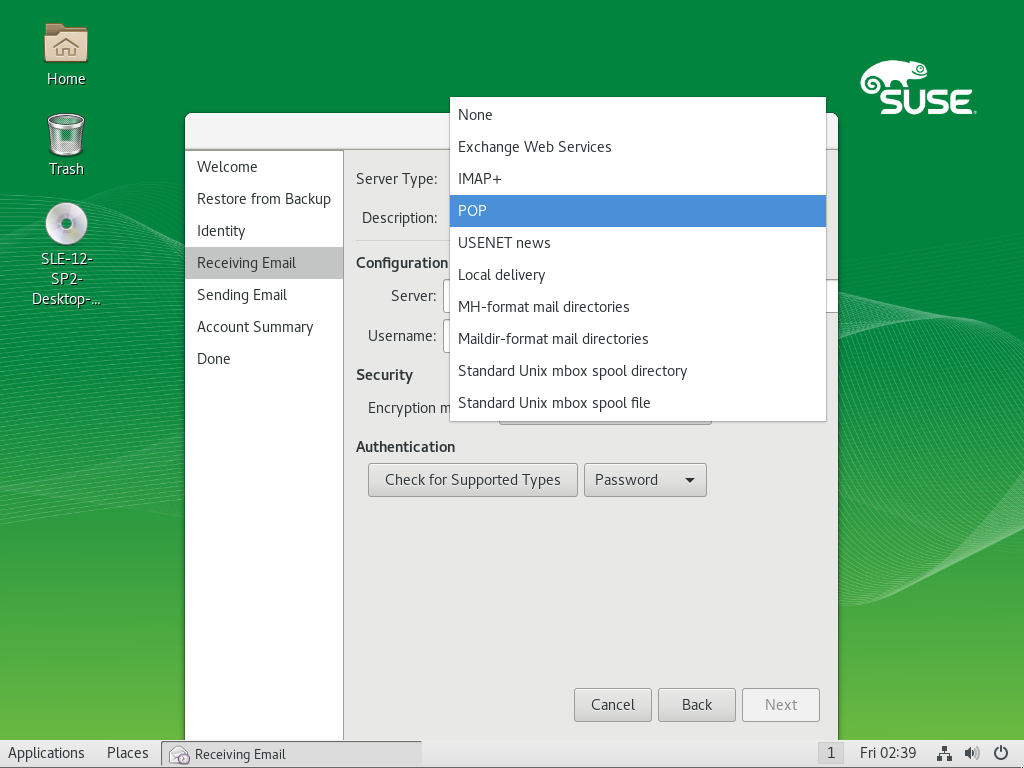 Home
Trash
SLE-12-
SP2-
Desktop-...
SUSE
Welcome
Restore from Backup
Identity
Receiving Email
Sending Email
Account Summary
Done
Server Type:
Description:
Configuration
Server:
Username:
Security
Encryption m
None
Exchange Web Services
IMAP+
POP
USENET news
Local delivery
MH-format mail directories
Maildir-format mail directories
Standard Unix mbox spool directory
Standard Unix mbox spool file
Authentication
Check for Supported Types
Password
Cancel
Back
Next
Applications
Places
Receiving Email
1
Fri 02:39